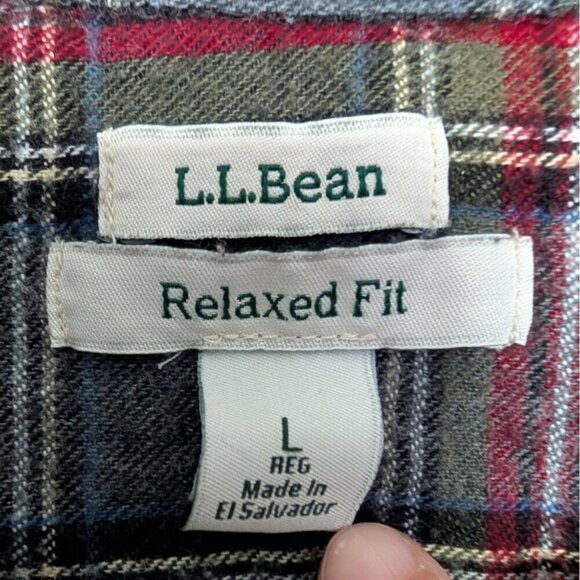 L.L.Bean
Relaxed Fit
L
REG
Made In
El Salvador